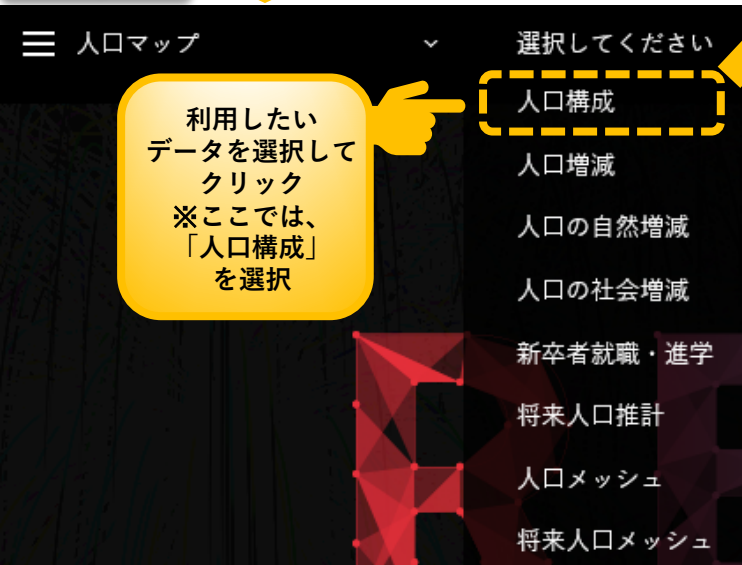 人口マップ
選択してください
人口構成
利用したい
データを選択して
クリック
※ここでは、
「人口構成」
を選択
人口増減
人口の自然増減
人口の社会増減
新卒者就職・進学
将来人口推計
人口メッシュ
将来人口メッシュ